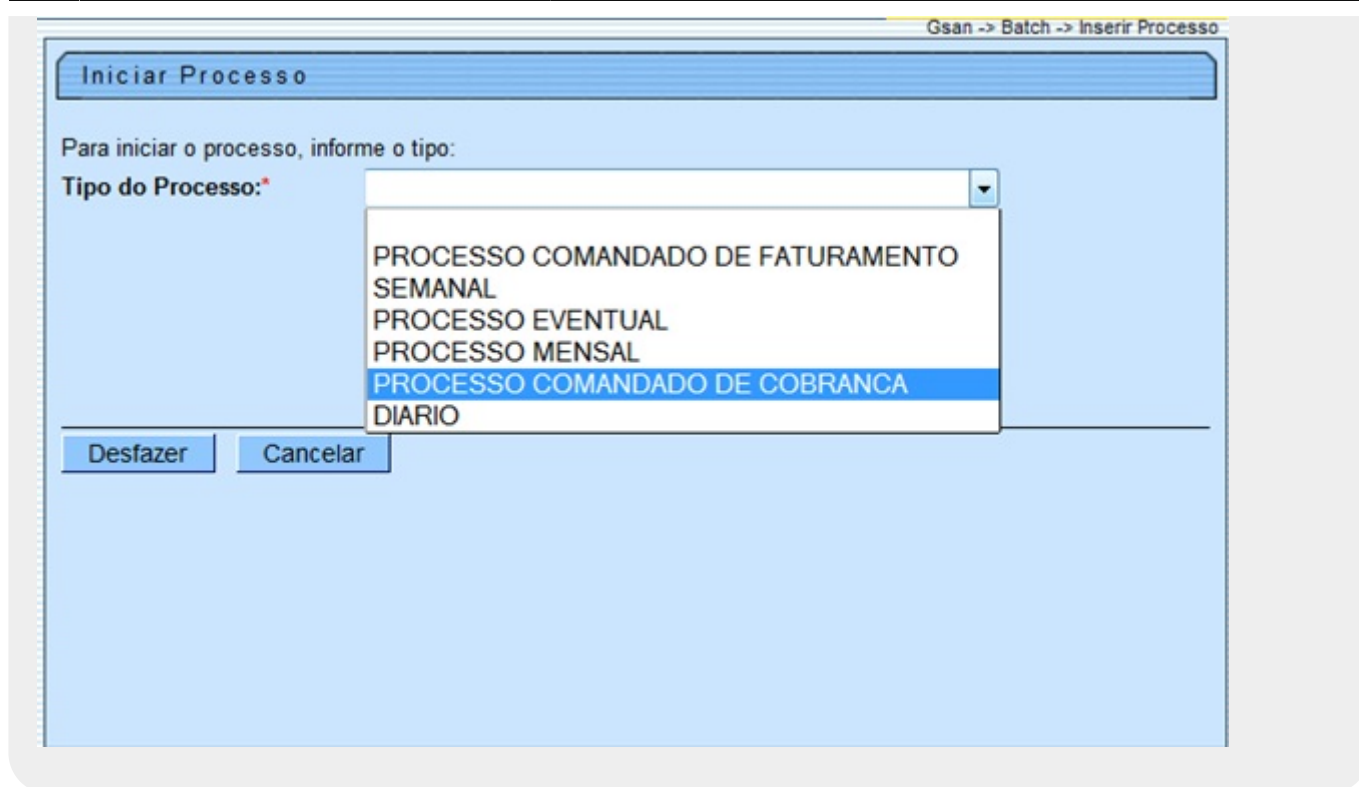 Gsan -> Batch -> Inserir Processo
Iniciar Processo
Para iniciar o processo, informe o tipo:
Tipo do Processo:*
PROCESSO COMANDADO DE FATURAMENTO
SEMANAL
PROCESSO EVENTUAL
PROCESSO MENSAL
PROCESSO COMANDADO DE COBRANCA
DIARIO
Desfazer Cancelar